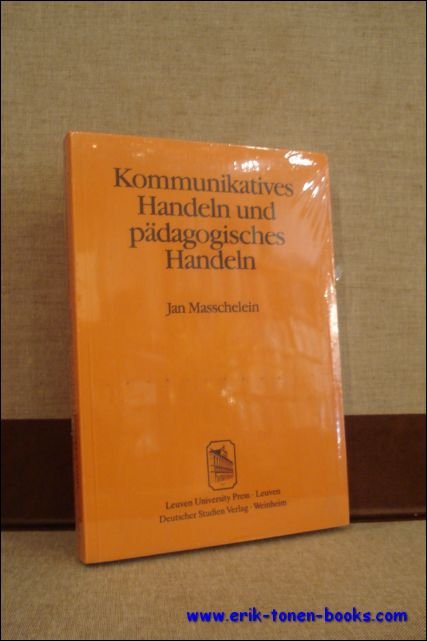 Kommunikatives
Handeln und
pädagogisches
Handeln
Jan Masschelein
Leuven University Press · Leuven
Deutscher Studien Verlag · Weinheim
www.erik-tonen-books.com